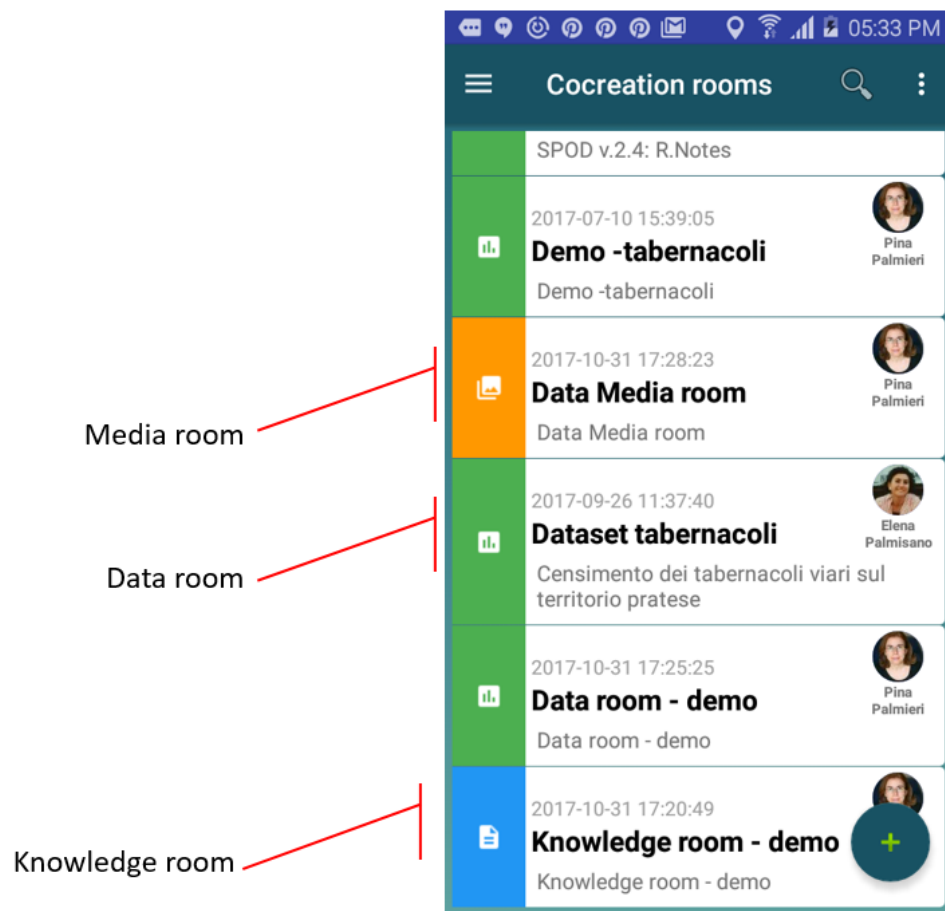 05:33 PM
Cocreation rooms
SPOD v.2.4: R.Notes
2017-07-10 15:39:05
Demo -tabernacoli
Demo -tabernacoli
Pina
Palmieri
Media room
2017-10-31 17:28:23
Data Media room
Data Media room
Pina
Palmieri
Data room
2017-09-26 11:37:40
Dataset tabernacoli
Censimento dei tabernacoli viari sul
territorio pratese
Elena
Palmisano
2017-10-31 17:25:25
Data room - demo
Data room - demo
Pina
Palmieri
Knowledge room
2017-10-31 17:20:49
Knowledge room - demo
Knowledge room - demo
+